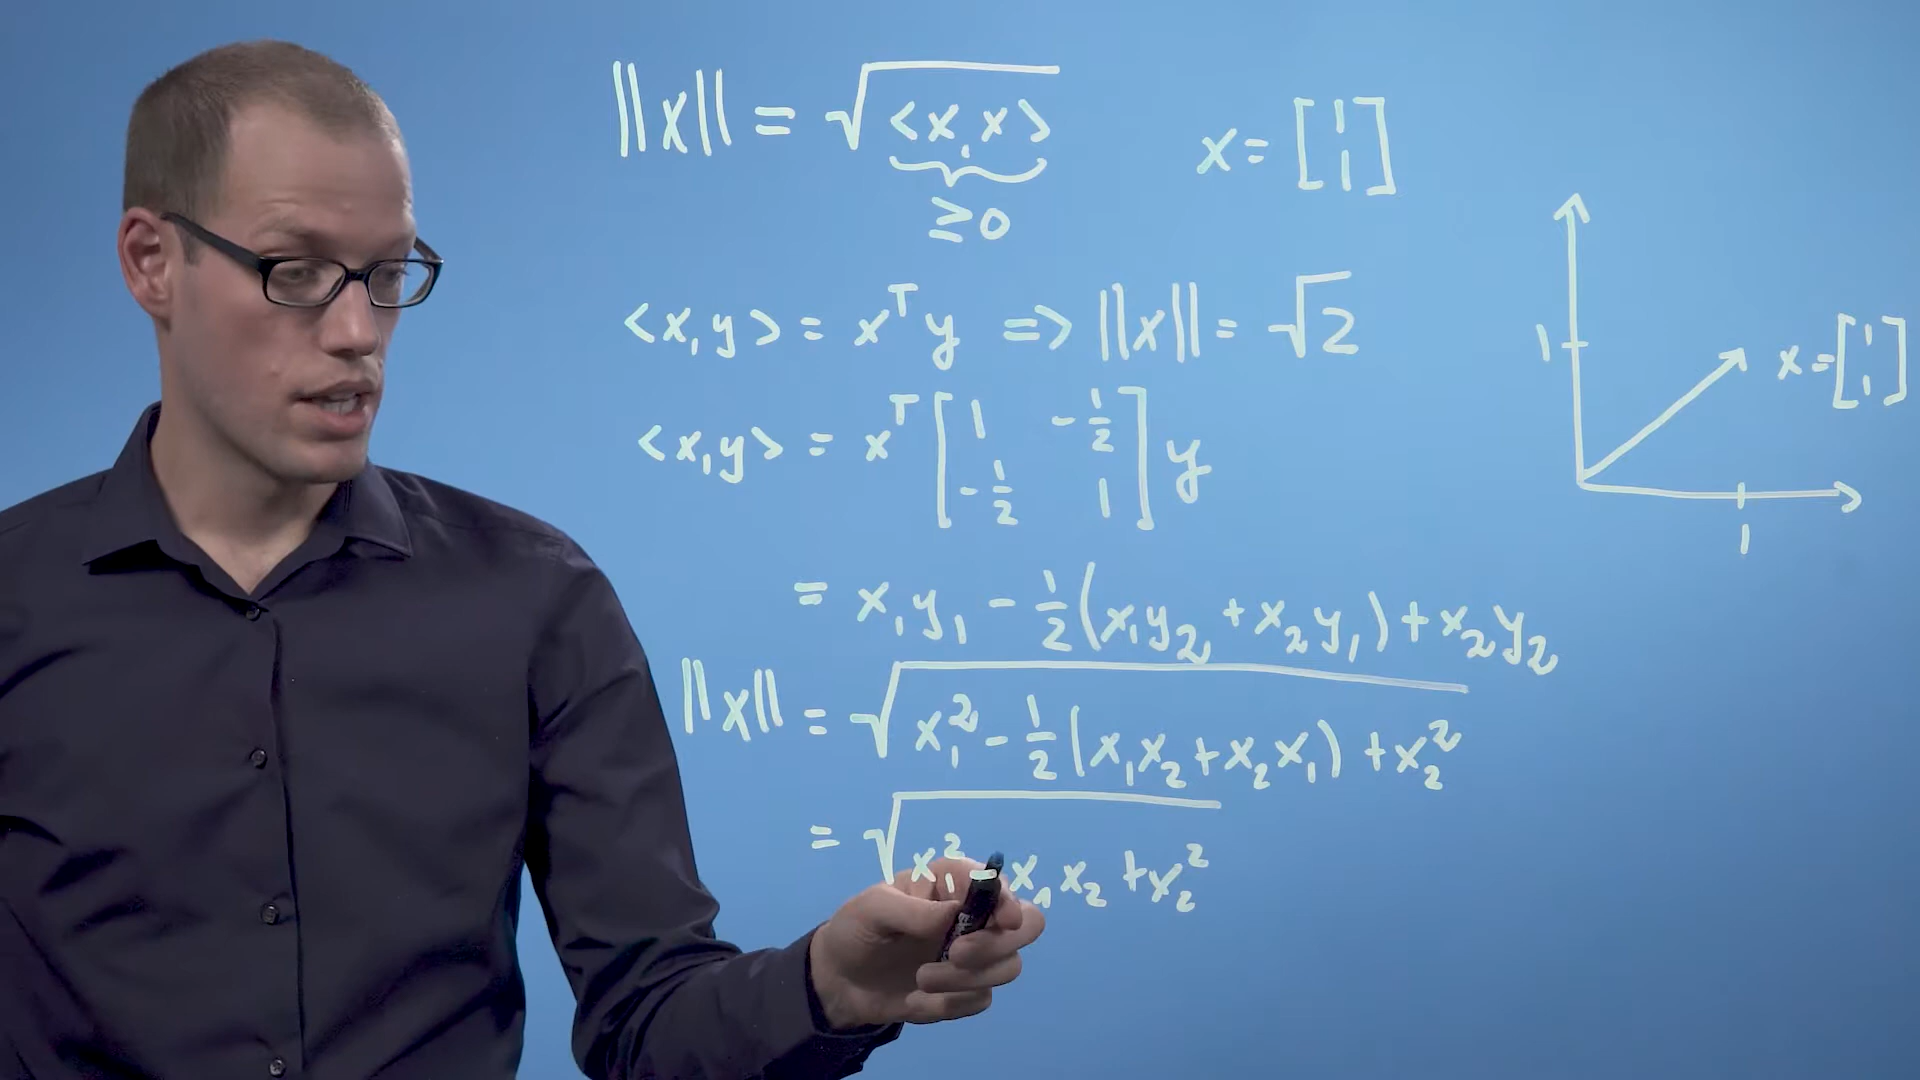 ||x|| = √<x,x>   x = [1 1]
≥0
<x,y> = xᵀy => ||x|| = √2
1   x = [1 1]
<x,y> = xᵀ [1 -1/2 -1/2 1] y
1
= x₁y₁ - 1/2(x₁y₂ + x₂y₁) + x₂y₂
||x|| = √x₁² - 1/2(x₁x₂ + x₂x₁) + x₂²
= √x₁² - x₁x₂ + x₂²